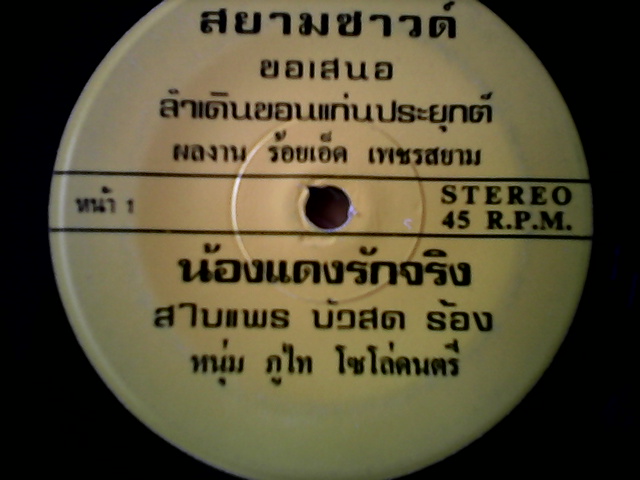 สยามซาวด์
ขอเสนอ
ลำเดินขอนแก่นประยุกต์
ผลงาน ร้อยเอ็ด เพชรสยาม
หน้า 1
STEREO
45 R.P.M.
น้องแดงรักจริง
สาบแพร บัวสด ร้อง
หนุ่ม ภูไท โซโล่ดนตรี